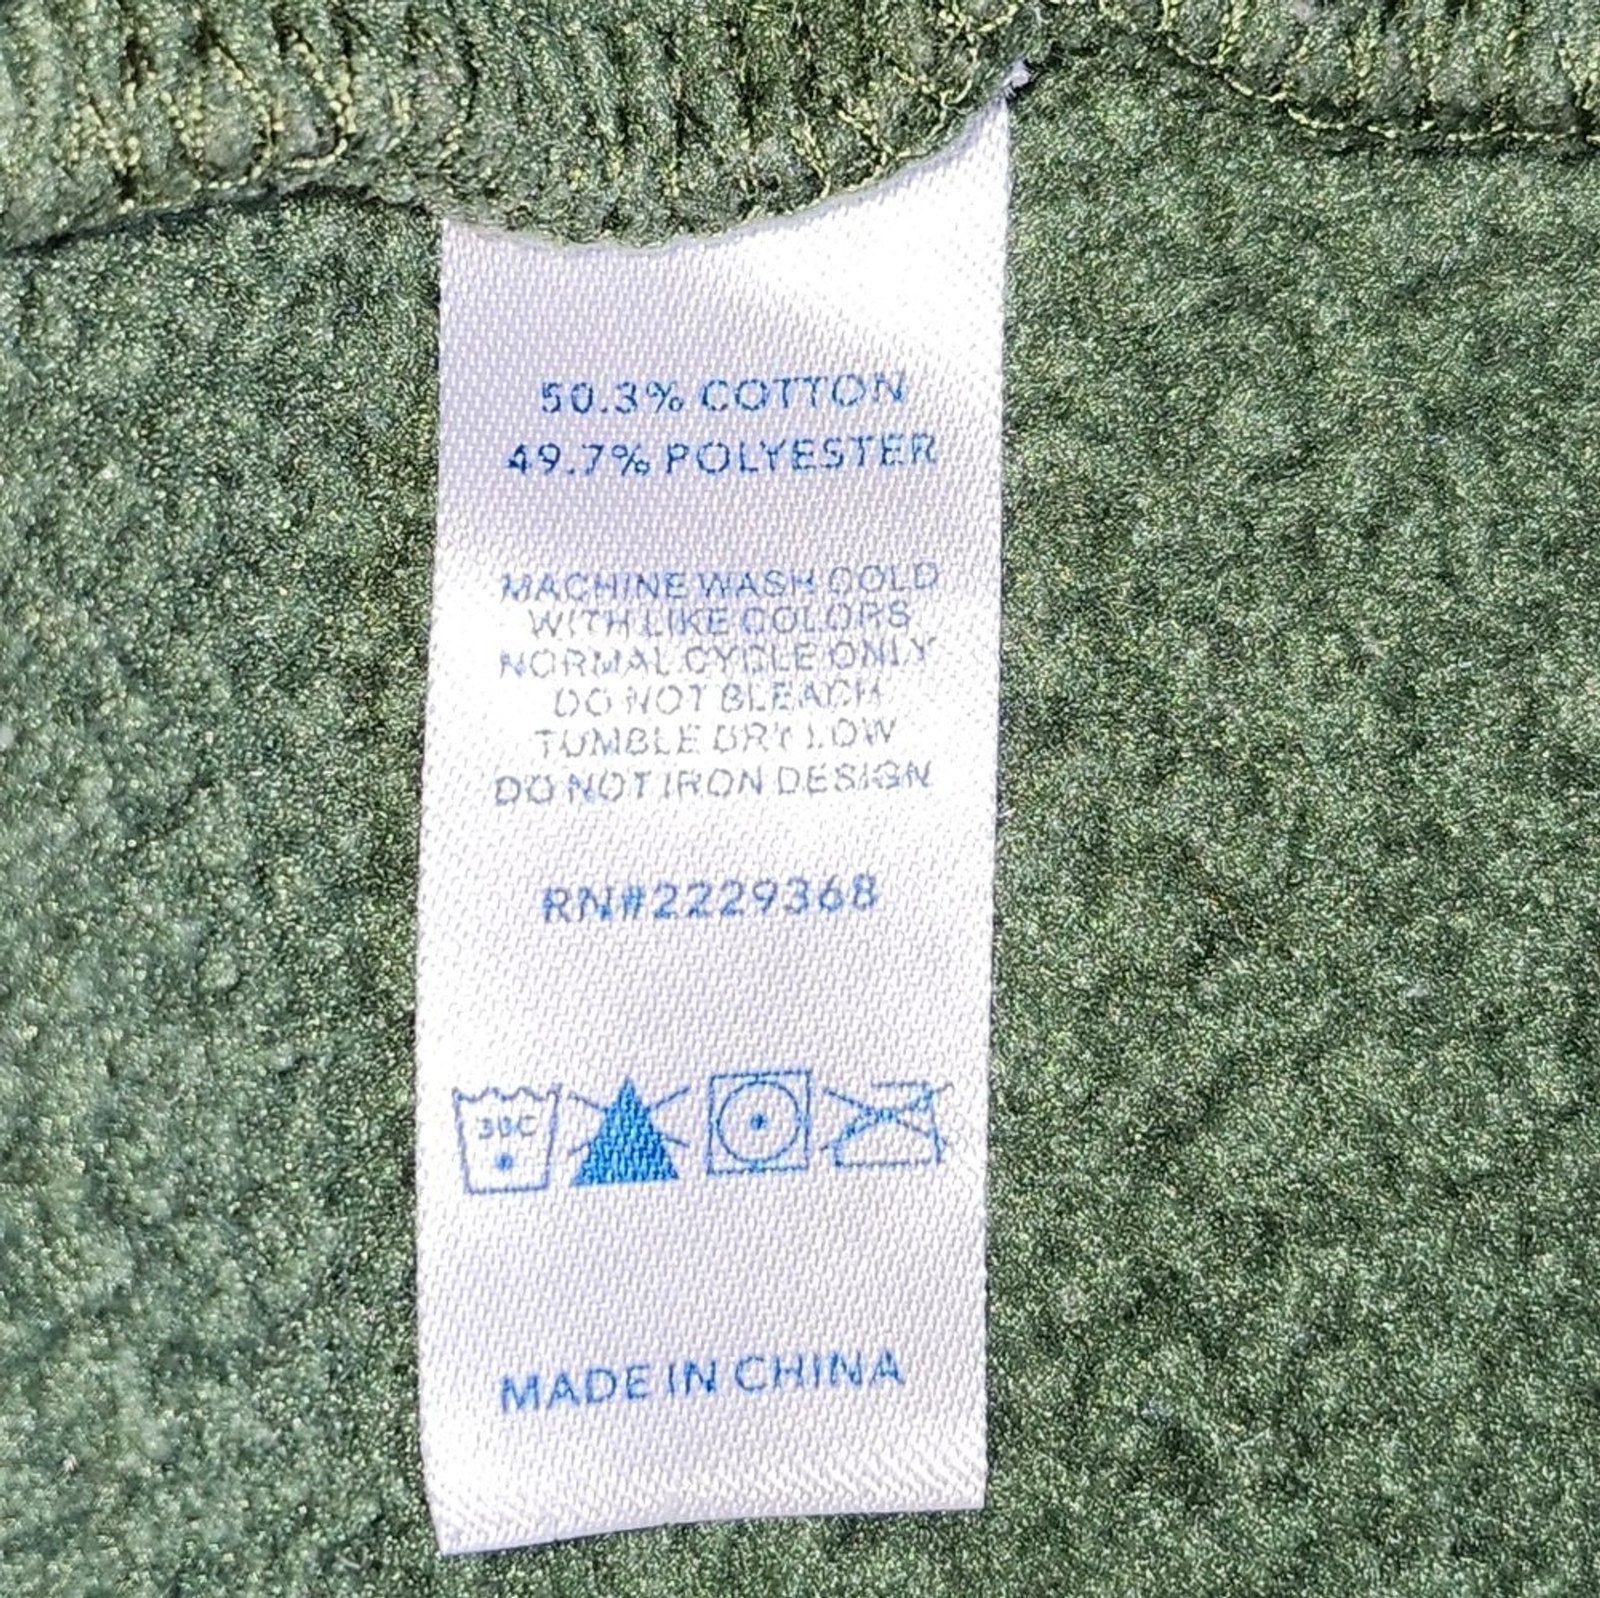 50.3% COTTON
49.7% POLYESTER
MACHINE WASH COLD
WITH LIKE COLORS
NORMAL CYCLE ONLY
DO NOT BLEACH
TUMBLE DRY LOW
DO NOT IRON DESIGN
RN#2229368
30C
MADE IN CHINA